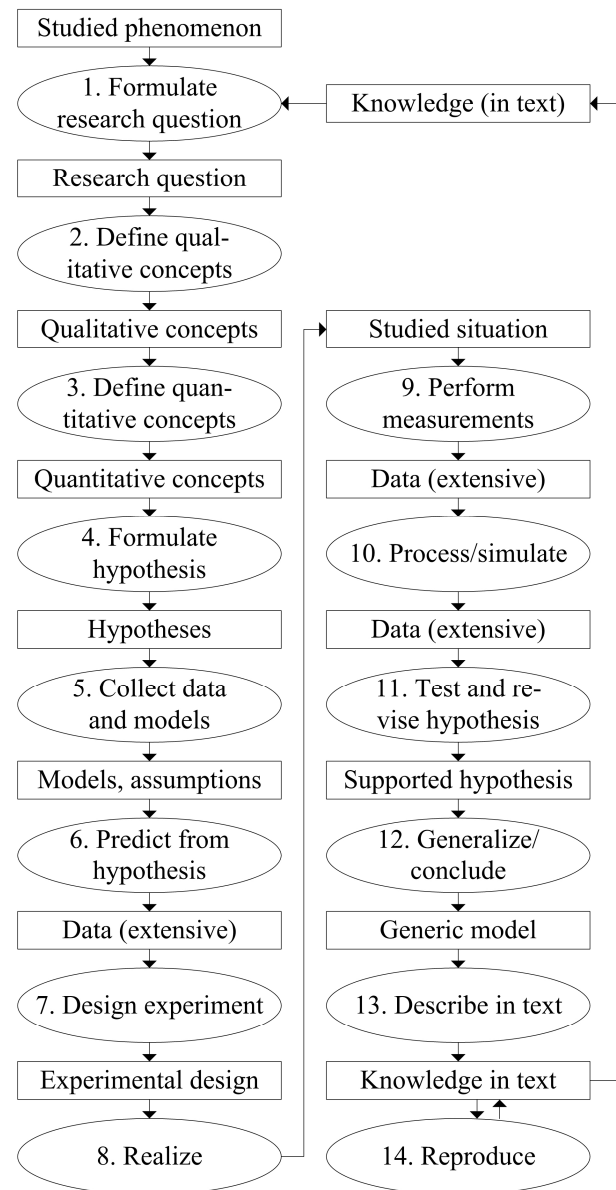 Studied phenomenon
1. Formulate
research question
Knowledge (in text)
Research question
2. Define qual-
itative concepts
Qualitative concepts
3. Define quan-
titative concepts
Quantitative concepts
4. Formulate
hypothesis
Hypotheses
5. Collect data
and models
Models, assumptions
6. Predict from
hypothesis
Data (extensive)
7. Design experiment
Experimental design
8. Realize
Studied situation
9. Perform
measurements
Data (extensive)
10. Process/simulate
Data (extensive)
11. Test and re-
vise hypothesis
Supported hypothesis
12. Generalize/
conclude
Generic model
13. Describe in text
Knowledge in text
14. Reproduce